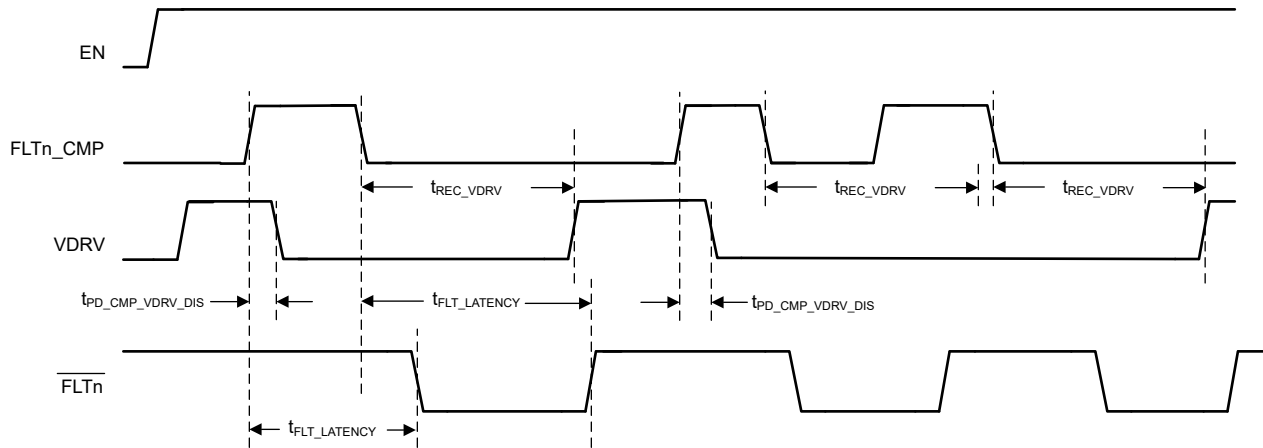 EN
FLTn_CMP
tREC_VDRV
tREC_VDRV
tREC_VDRV
VDRV
tPD_CMP_VDRV_DIS
tFLT_LATENCY
tPD_CMP_VDRV_DIS
FLTn
tFLT_LATENCY